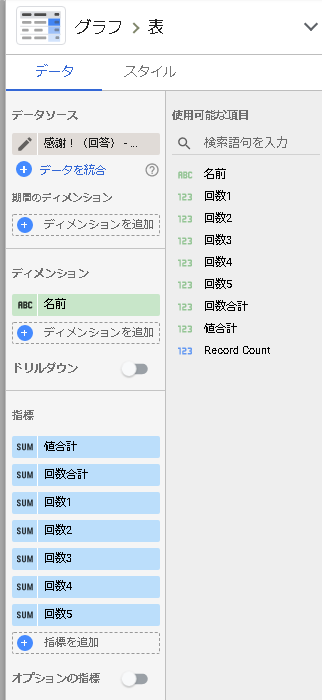 グラフ > 表
データ
スタイル
データソース
感謝！（回答） - ...
データを統合
期間のディメンション
ディメンションを追加
ディメンション
ABC 名前
ディメンションを追加
ドリルダウン
指標
SUM 値合計
SUM 回数合計
SUM 回数1
SUM 回数2
SUM 回数3
SUM 回数4
SUM 回数5
指標を追加
オプションの指標
使用可能な項目
検索語句を入力
ABC 名前
123 回数1
123 回数2
123 回数3
123 回数4
123 回数5
123 回数合計
123 値合計
123 Record Count